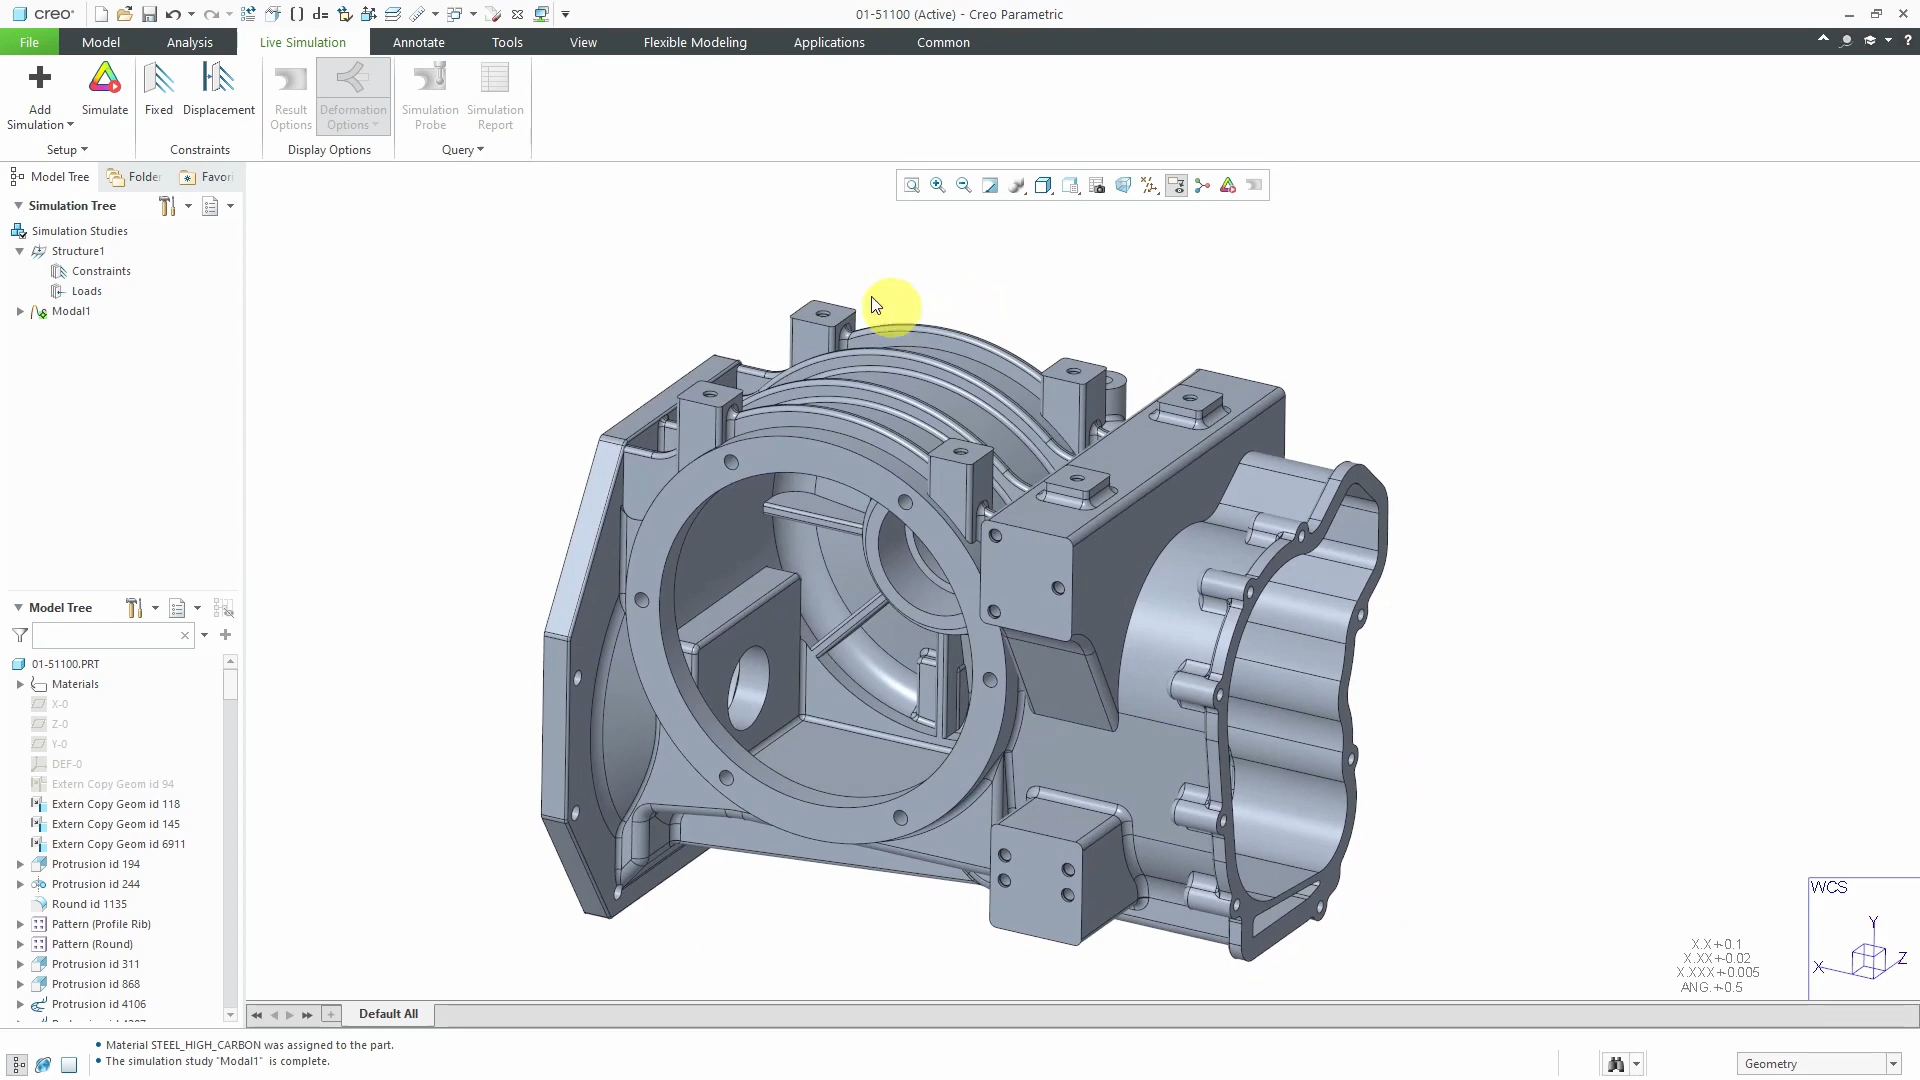 creo
01-51100 (Active) - Creo Parametric
File
Model
Analysis
Live Simulation
Annotate
Tools
View
Flexible Modeling
Applications
Common
Add
Simulation
Simulate
Fixed
Displacement
Result
Options
Deformation
Options
Simulation
Probe
Simulation
Report
Setup
Constraints
Display Options
Query
Model Tree
Folder
Favori
Simulation Tree
Simulation Studies
Structure1
Constraints
Loads
Modal1
Model Tree
01-51100.PRT
Materials
X-0
Z-0
Y-0
DEF-0
Extern Copy Geom id 94
Extern Copy Geom id 118
Extern Copy Geom id 145
Extern Copy Geom id 6911
Protrusion id 194
Protrusion id 244
Round id 1135
Pattern (Profile Rib)
Pattern (Round)
Protrusion id 311
Protrusion id 868
Protrusion id 4106
WCS
Y
X
Z
X.X+-0.1
X.XX+-0.02
X.XXX+-0.005
ANG.+-0.5
Default All
Material STEEL_HIGH_CARBON was assigned to the part.
The simulation study "Modal1" is complete.
Geometry